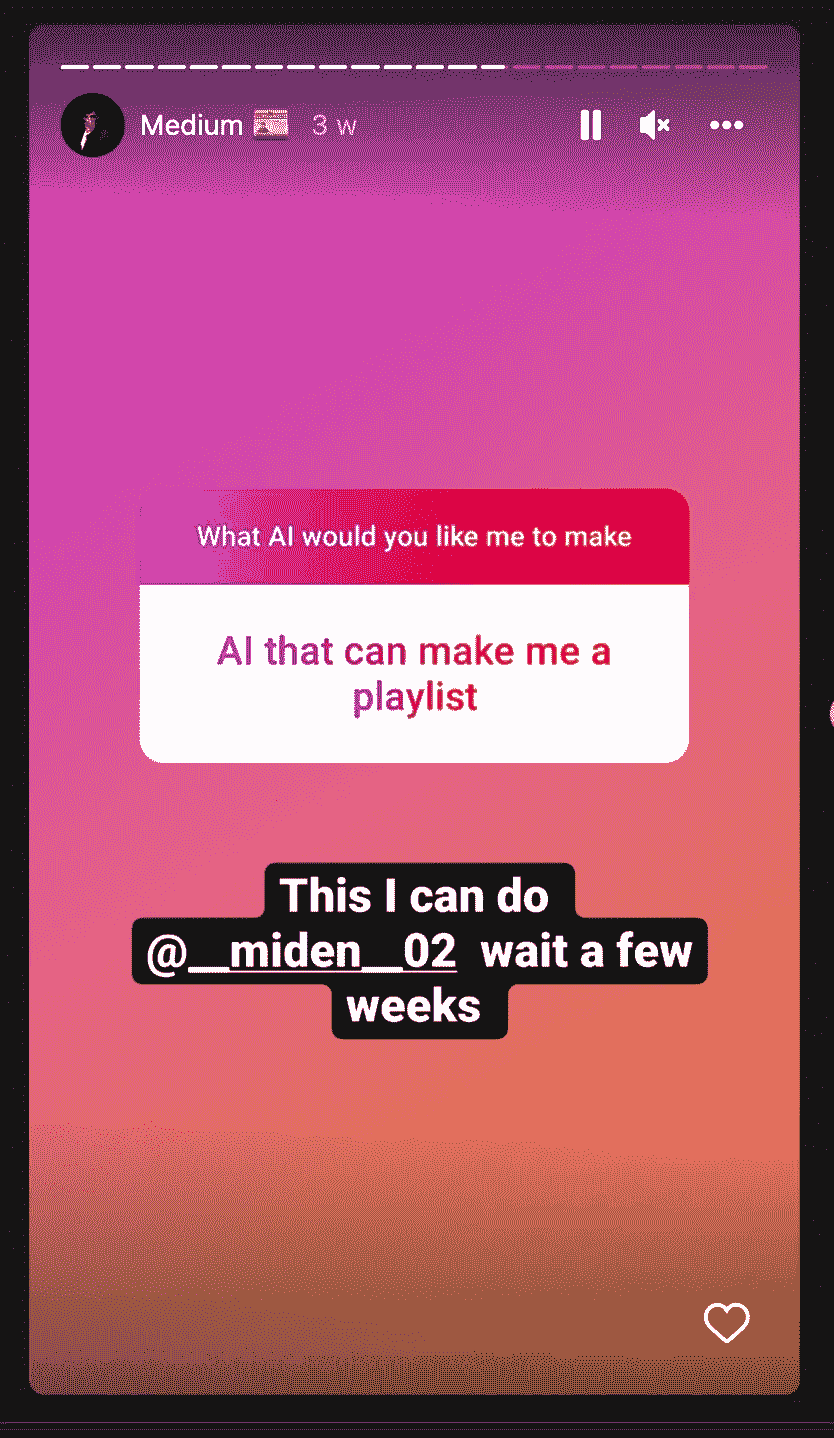 Medium 3 w
What AI would you like me to make
AI that can make me a
playlist
This I can do
@__miden__02 wait a few
weeks